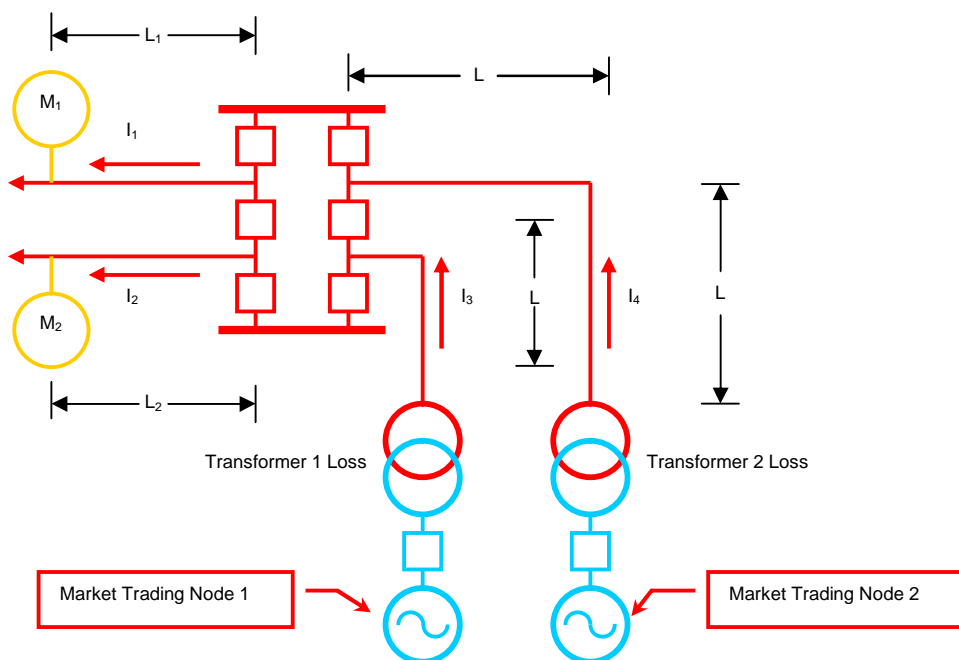 L₁
L
M₁
I₁
I₂
I₃
L
I₄
L
M₂
L₂
Transformer 1 Loss
Transformer 2 Loss
Market Trading Node 1
Market Trading Node 2